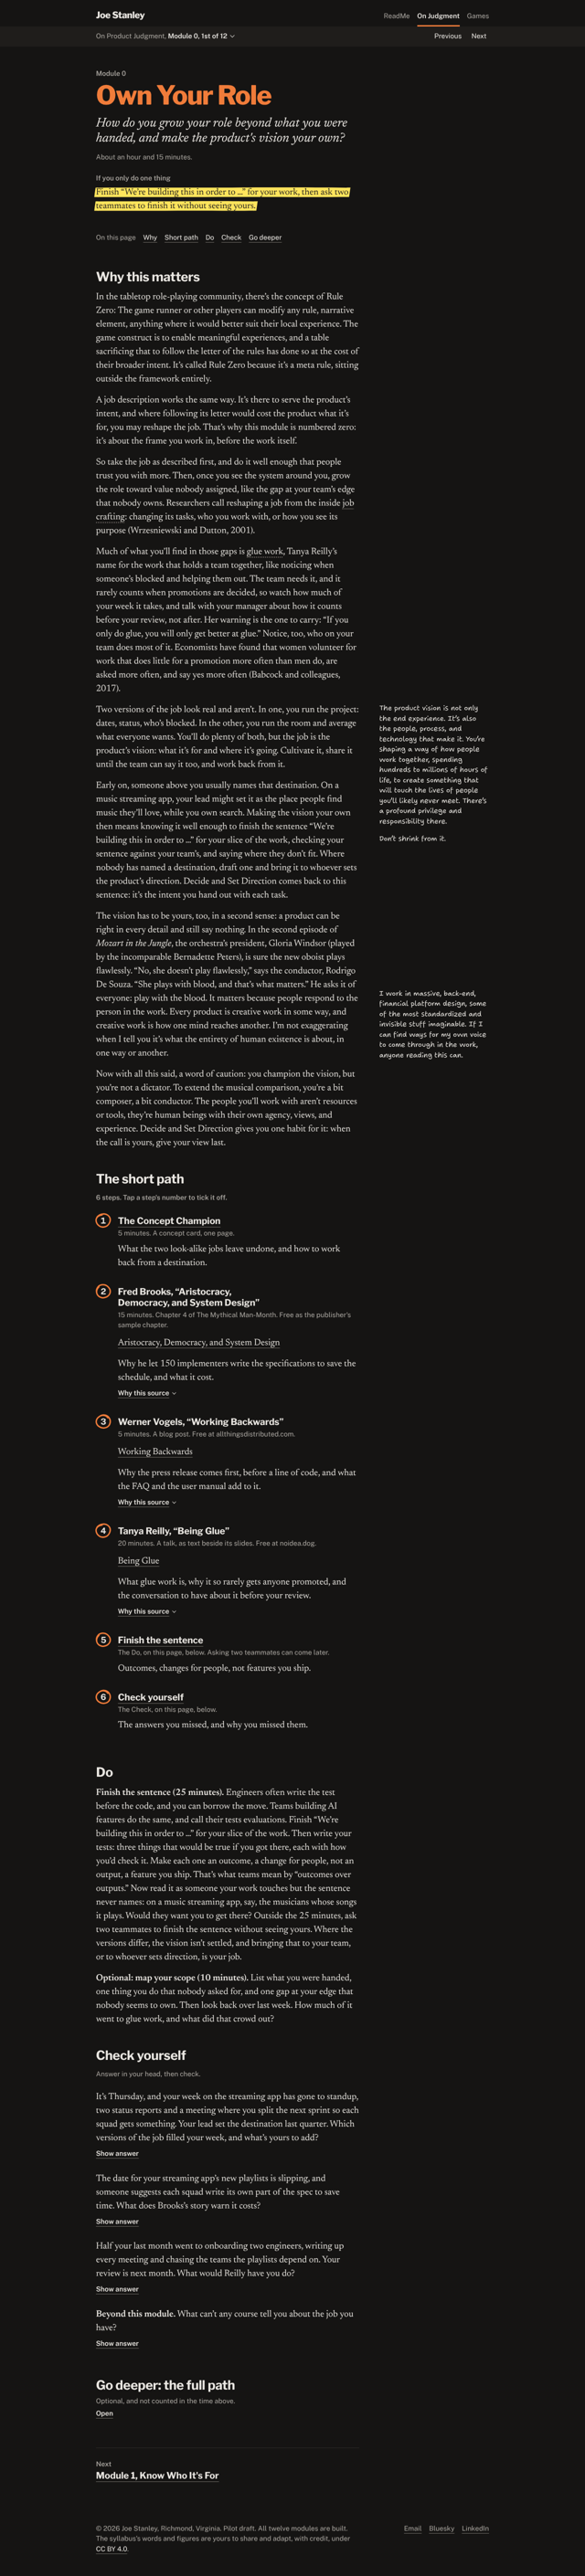 Joe Stanley
ReadMe On Judgment Games
On Product Judgment, Module 0, 1st of 12
Previous Next
Module 0
Own Your Role
How do you grow your role beyond what you were
handed, and make the product's vision your own?
About an hour and 15 minutes.
If you only do one thing
Finish “We're building this in order to ...” for your work, then ask two
teammates to finish it without seeing yours.
On this page Why Short path Do Check Go deeper
Why this matters
In the tabletop role-playing community, there's the concept of Rule
Zero: The game runner or other players can modify any rule, narrative
element, anything where it would better suit their local experience. The
game construct is to enable meaningful experiences, and a table
sacrificing that to follow the letter of the rules has done so at the cost of
their broader intent. It's called Rule Zero because it's a meta rule, sitting
outside the framework entirely.
A job description works the same way. It's there to serve the product's
intent, and where following its letter would cost the product what it's
for, you may reshape the job. That's why this module is numbered zero:
it's about the frame you work in, before the work itself.
So take the job as described first, and do it well enough that people
trust you with more. Then, once you see the system around you, grow
the role toward value nobody assigned, like the gap at your team's edge
that nobody owns. Researchers call reshaping a job from the inside job
crafting: changing its tasks, who you work with, or how you see its
purpose (Wrzesniewski and Dutton, 2001).
Much of what you'll find in those gaps is glue work, Tanya Reilly's
name for the work that holds a team together, like noticing when
someone's blocked and helping them out. The team needs it, and it
rarely counts when promotions are decided, so watch how much of
your week it takes, and talk with your manager about how it counts
before your review, not after. Her warning is the one to carry: “If you
only do glue, you will only get better at glue.” Notice, too, who on your
team does most of it. Economists have found that women volunteer for
work that does little for a promotion more often than men do, are
asked more often, and say yes more often (Babcock and colleagues,
2017).
Two versions of the job look real and aren't. In one, you run the project:
dates, status, who's blocked. In the other, you run the room and average
what everyone wants. You'll do plenty of both, but the job is the
product's vision: what it's for and where it's going. Cultivate it, share it
until the team can say it too, and work back from it.
The product vision is not only
the end experience. It's also
the people, process, and
technology that make it. You're
shaping a way of how people
work together, spending
hundreds to millions of hours of
life, to create something that
will touch the lives of people
you'll likely never meet. There's
a profound privilege and
responsibility there.
Don't shrink from it.
Early on, someone above you usually names that destination. On a
music streaming app, your lead might set it as the place people find
music they'll love, while you own search. Making the vision your own
then means knowing it well enough to finish the sentence “We're
building this in order to ...” for your slice of the work, checking your
sentence against your team's, and saying where they don't fit. Where
nobody has named a destination, draft one and bring it to whoever sets
the product's direction. Decide and Set Direction comes back to this
sentence: it's the intent you hand out with each task.
The vision has to be yours, too, in a second sense: a product can be
right in every detail and still say nothing. In the second episode of
Mozart in the Jungle, the orchestra's president, Gloria Windsor (played
by the incomparable Bernadette Peters), is sure the new oboist plays
flawlessly. “No, she doesn't play flawlessly,” says the conductor, Rodrigo
De Souza. “She plays with blood, and that's what matters.” He asks it of
everyone: play with the blood. It matters because people respond to the
person in the work. Every product is creative work in some way, and
creative work is how one mind reaches another. I'm not exaggerating
when I tell you it's what the entirety of human existence is about, in
one way or another.
I work in massive, back-end,
financial platform design, some
of the most standardized and
invisible stuff imaginable. If I
can find ways for my own voice
to come through in the work,
anyone reading this can.
Now with all this said, a word of caution: you champion the vision, but
you're not a dictator. To extend the musical comparison, you're a bit
composer, a bit conductor. The people you'll work with aren't resources
or tools, they're human beings with their own agency, views, and
experience. Decide and Set Direction gives you one habit for it: when
the call is yours, give your view last.
The short path
6 steps. Tap a step's number to tick it off.
1 The Concept Champion
5 minutes. A concept card, one page.
What the two look-alike jobs leave undone, and how to work
back from a destination.
2 Fred Brooks, “Aristocracy,
Democracy, and System Design”
15 minutes. Chapter 4 of The Mythical Man-Month. Free as the publisher's
sample chapter.
Aristocracy, Democracy, and System Design
Why he let 150 implementers write the specifications to save the
schedule, and what it cost.
Why this source
3 Werner Vogels, “Working Backwards”
5 minutes. A blog post. Free at allthingsdistributed.com.
Working Backwards
Why the press release comes first, before a line of code, and what
the FAQ and the user manual add to it.
Why this source
4 Tanya Reilly, “Being Glue”
20 minutes. A talk, as text beside its slides. Free at noidea.dog.
Being Glue
What glue work is, why it so rarely gets anyone promoted, and
the conversation to have about it before your review.
Why this source
5 Finish the sentence
The Do, on this page, below. Asking two teammates can come later.
Outcomes, changes for people, not features you ship.
6 Check yourself
The Check, on this page, below.
The answers you missed, and why you missed them.
Do
Finish the sentence (25 minutes). Engineers often write the test
before the code, and you can borrow the move. Teams building AI
features do the same, and call their tests evaluations. Finish “We're
building this in order to ...” for your slice of the work. Then write your
tests: three things that would be true if you got there, each with how
you'd check it. Make each one an outcome, a change for people, not an
output, a feature you ship. That's what teams mean by “outcomes over
outputs.” Now read it as someone your work touches but the sentence
never names: on a music streaming app, say, the musicians whose songs
it plays. Would they want you to get there? Outside the 25 minutes, ask
two teammates to finish the sentence without seeing yours. Where the
versions differ, the vision isn't settled, and bringing that to your team,
or to whoever sets direction, is your job.
Optional: map your scope (10 minutes). List what you were handed,
one thing you do that nobody asked for, and one gap at your edge that
nobody seems to own. Then look back over last week. How much of it
went to glue work, and what did that crowd out?
Check yourself
Answer in your head, then check.
It's Thursday, and your week on the streaming app has gone to standup,
two status reports and a meeting where you split the next sprint so each
squad gets something. Your lead set the destination last quarter. Which
versions of the job filled your week, and what's yours to add?
Show answer
The date for your streaming app's new playlists is slipping, and
someone suggests each squad write its own part of the spec to save
time. What does Brooks's story warn it costs?
Show answer
Half your last month went to onboarding two engineers, writing up
every meeting and chasing the teams the playlists depend on. Your
review is next month. What would Reilly have you do?
Show answer
Beyond this module. What can't any course tell you about the job you
have?
Show answer
Go deeper: the full path
Optional, and not counted in the time above.
Open
Next
Module 1, Know Who It's For
© 2026 Joe Stanley, Richmond, Virginia. Pilot draft. All twelve modules are built.
The syllabus's words and figures are yours to share and adapt, with credit, under
CC BY 4.0.
Email Bluesky LinkedIn